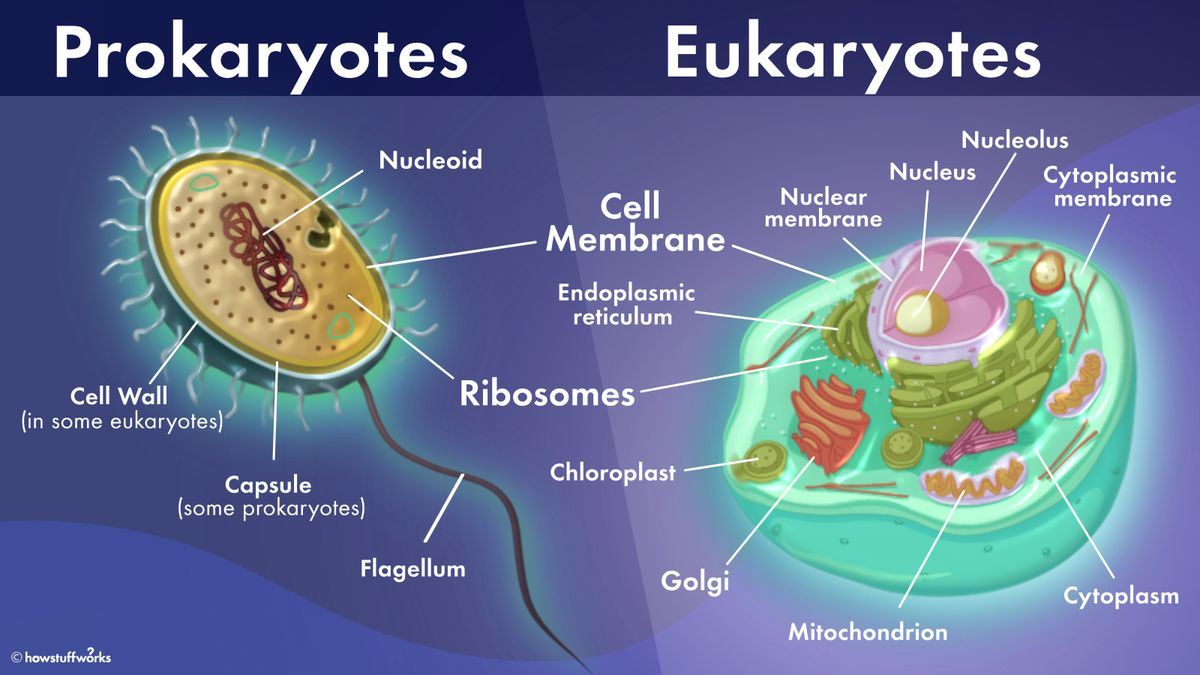 Prokaryotes
Eukaryotes
Nucleoid
Cell
Membrane
Nucleolus
Nucleus
Nuclear
membrane
Cytoplasmic
membrane
Endoplasmic
reticulum
Ribosomes
Cell Wall
(in some eukaryotes)
Capsule
(some prokaryotes)
Flagellum
Chloroplast
Golgi
Mitochondrion
Cytoplasm
© howstuffworks